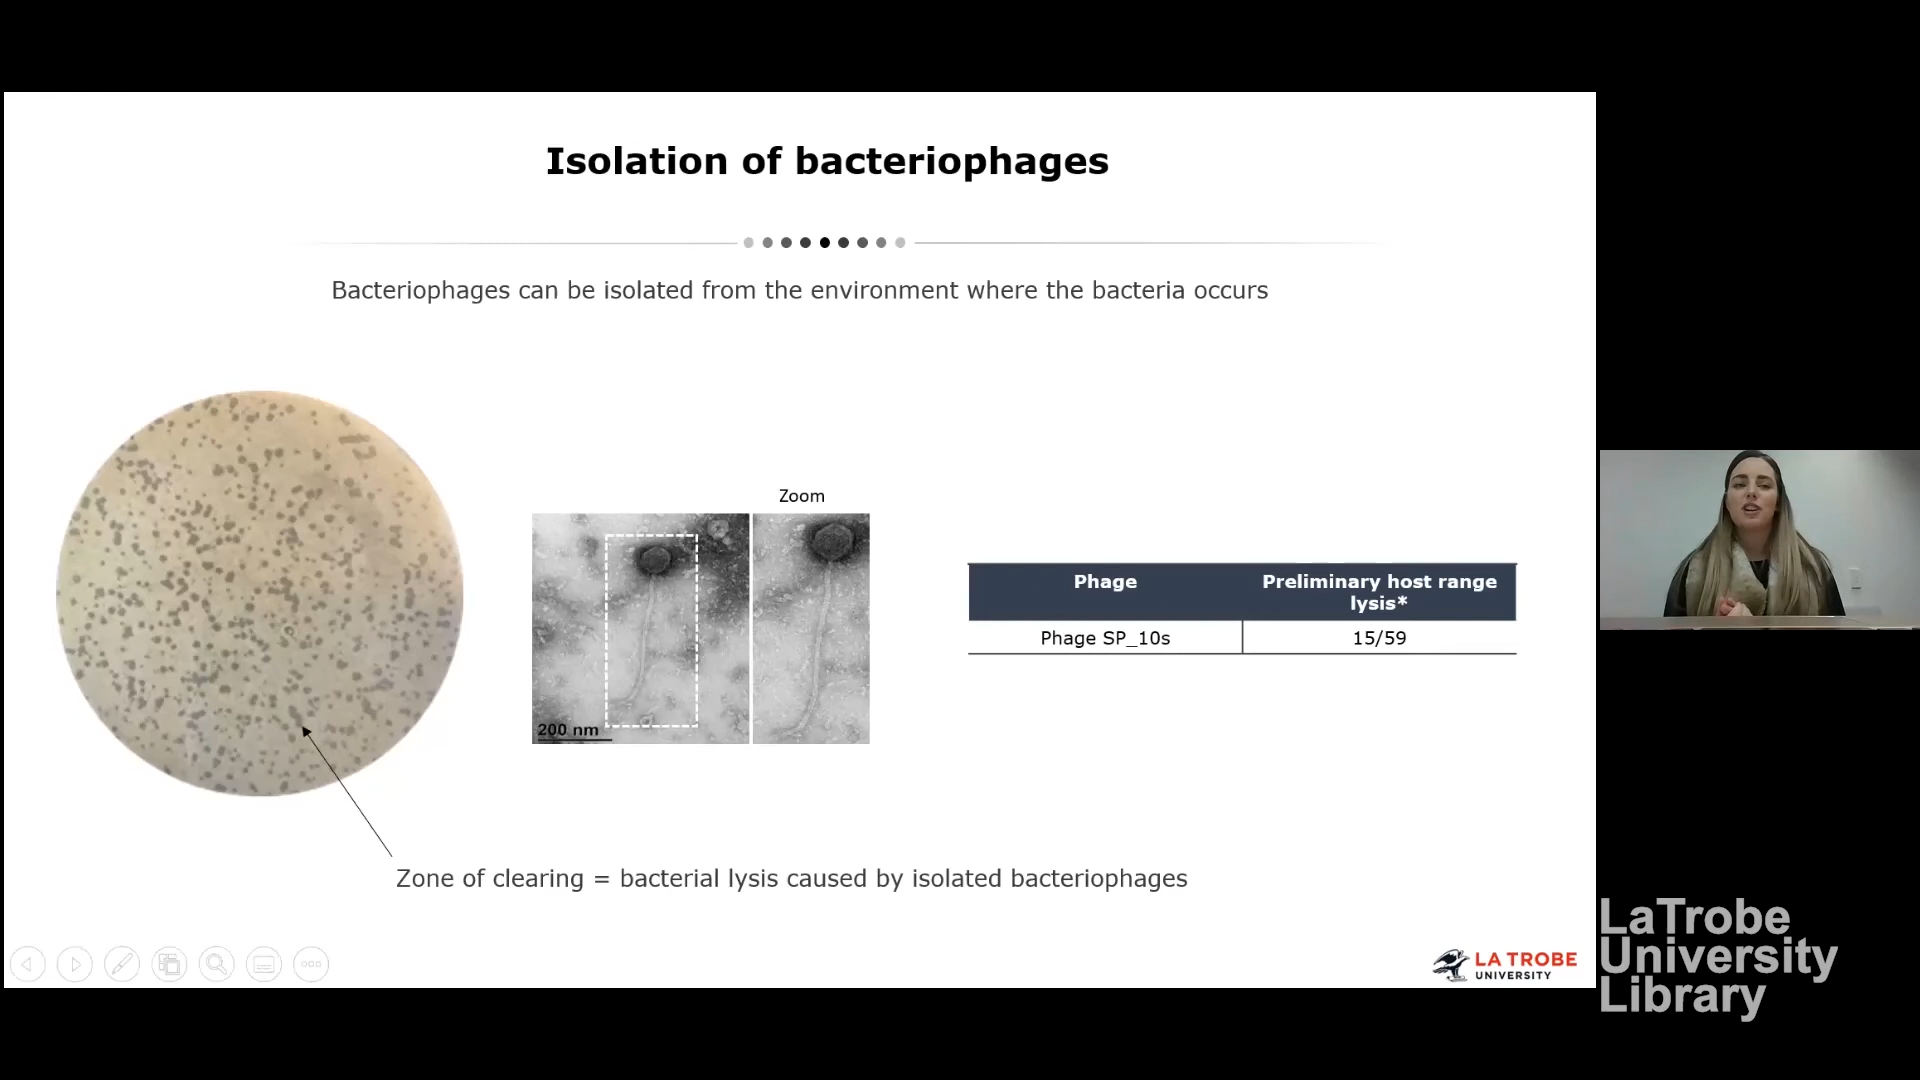 Isolation of bacteriophages
Bacteriophages can be isolated from the environment where the bacteria occurs
Zoom
200 nm
Phage
Preliminary host range
lysis*
Phage SP_10s
15/59
Zone of clearing = bacterial lysis caused by isolated bacteriophages
LA TROBE
UNIVERSITY
LaTrobe
University
Library